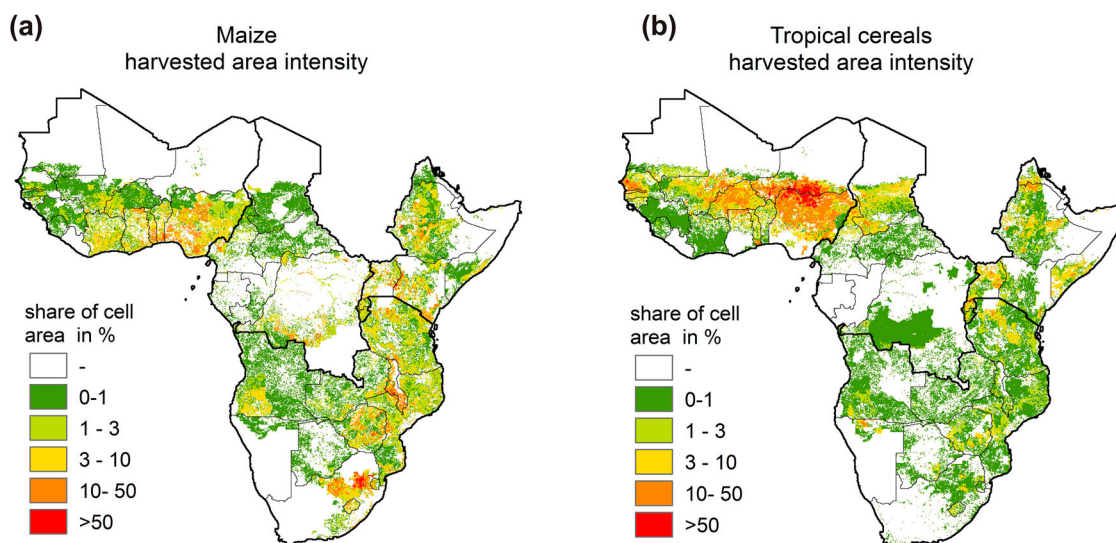 (a)
Maize
harvested area intensity
share of cell
area in %
-
0-1
1 - 3
3 - 10
10- 50
>50
(b)
Tropical cereals
harvested area intensity
share of cell
area in %
-
0-1
1 - 3
3 - 10
10- 50
>50